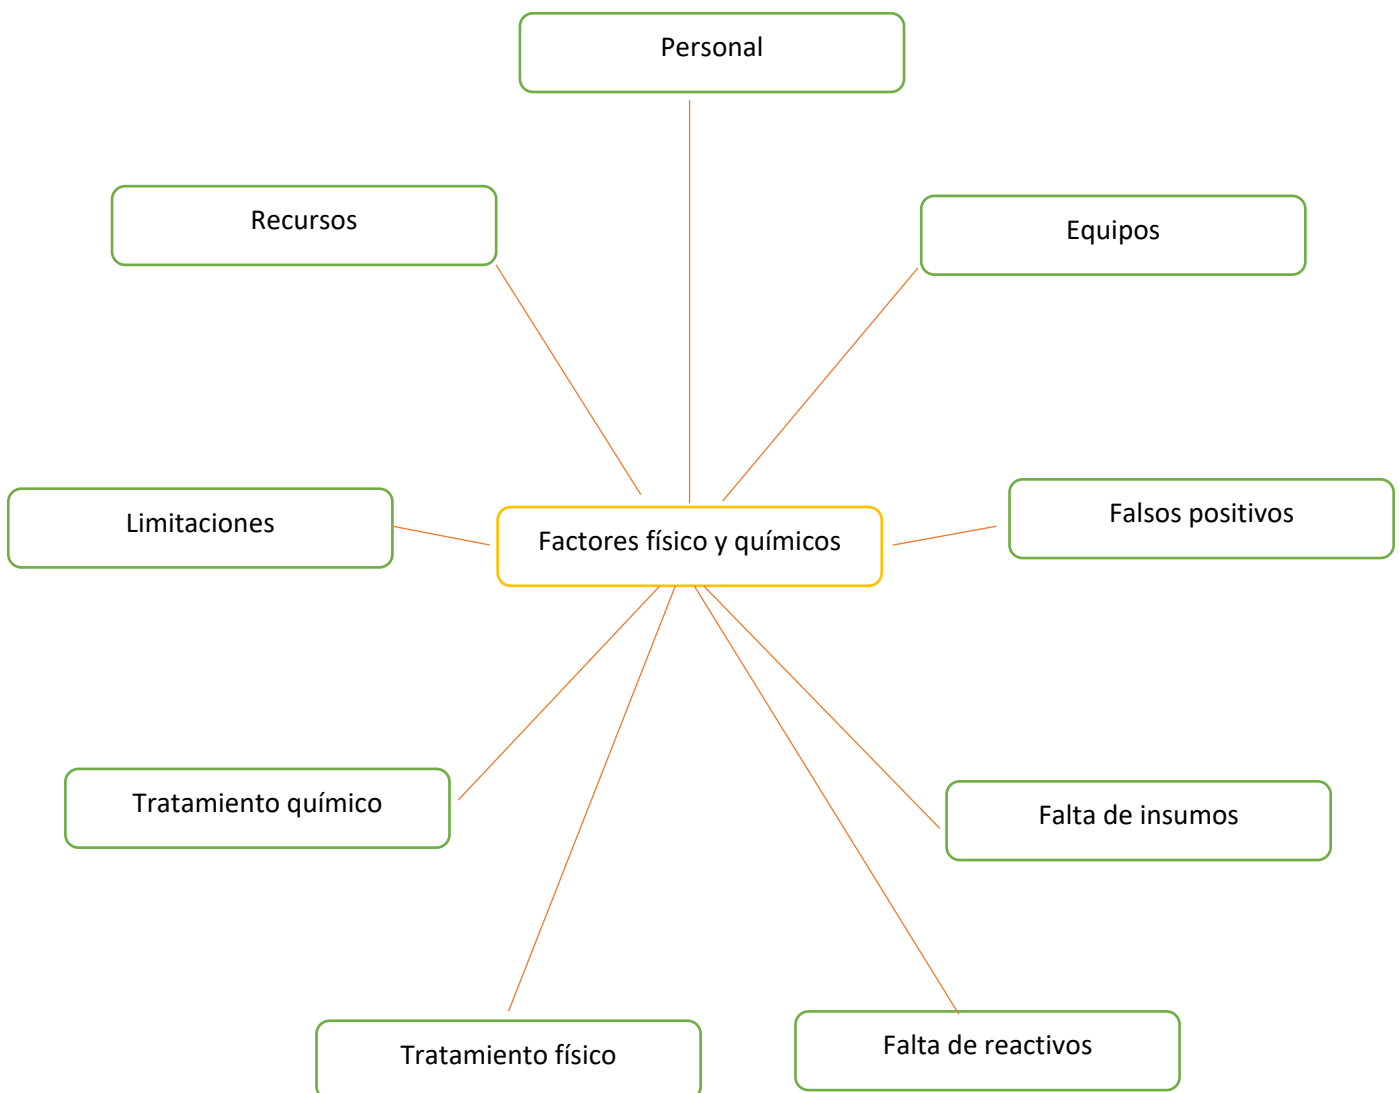 Personal
Recursos
Equipos
Limitaciones
Factores físico y químicos
Falsos positivos
Tratamiento químico
Falta de insumos
Tratamiento físico
Falta de reactivos